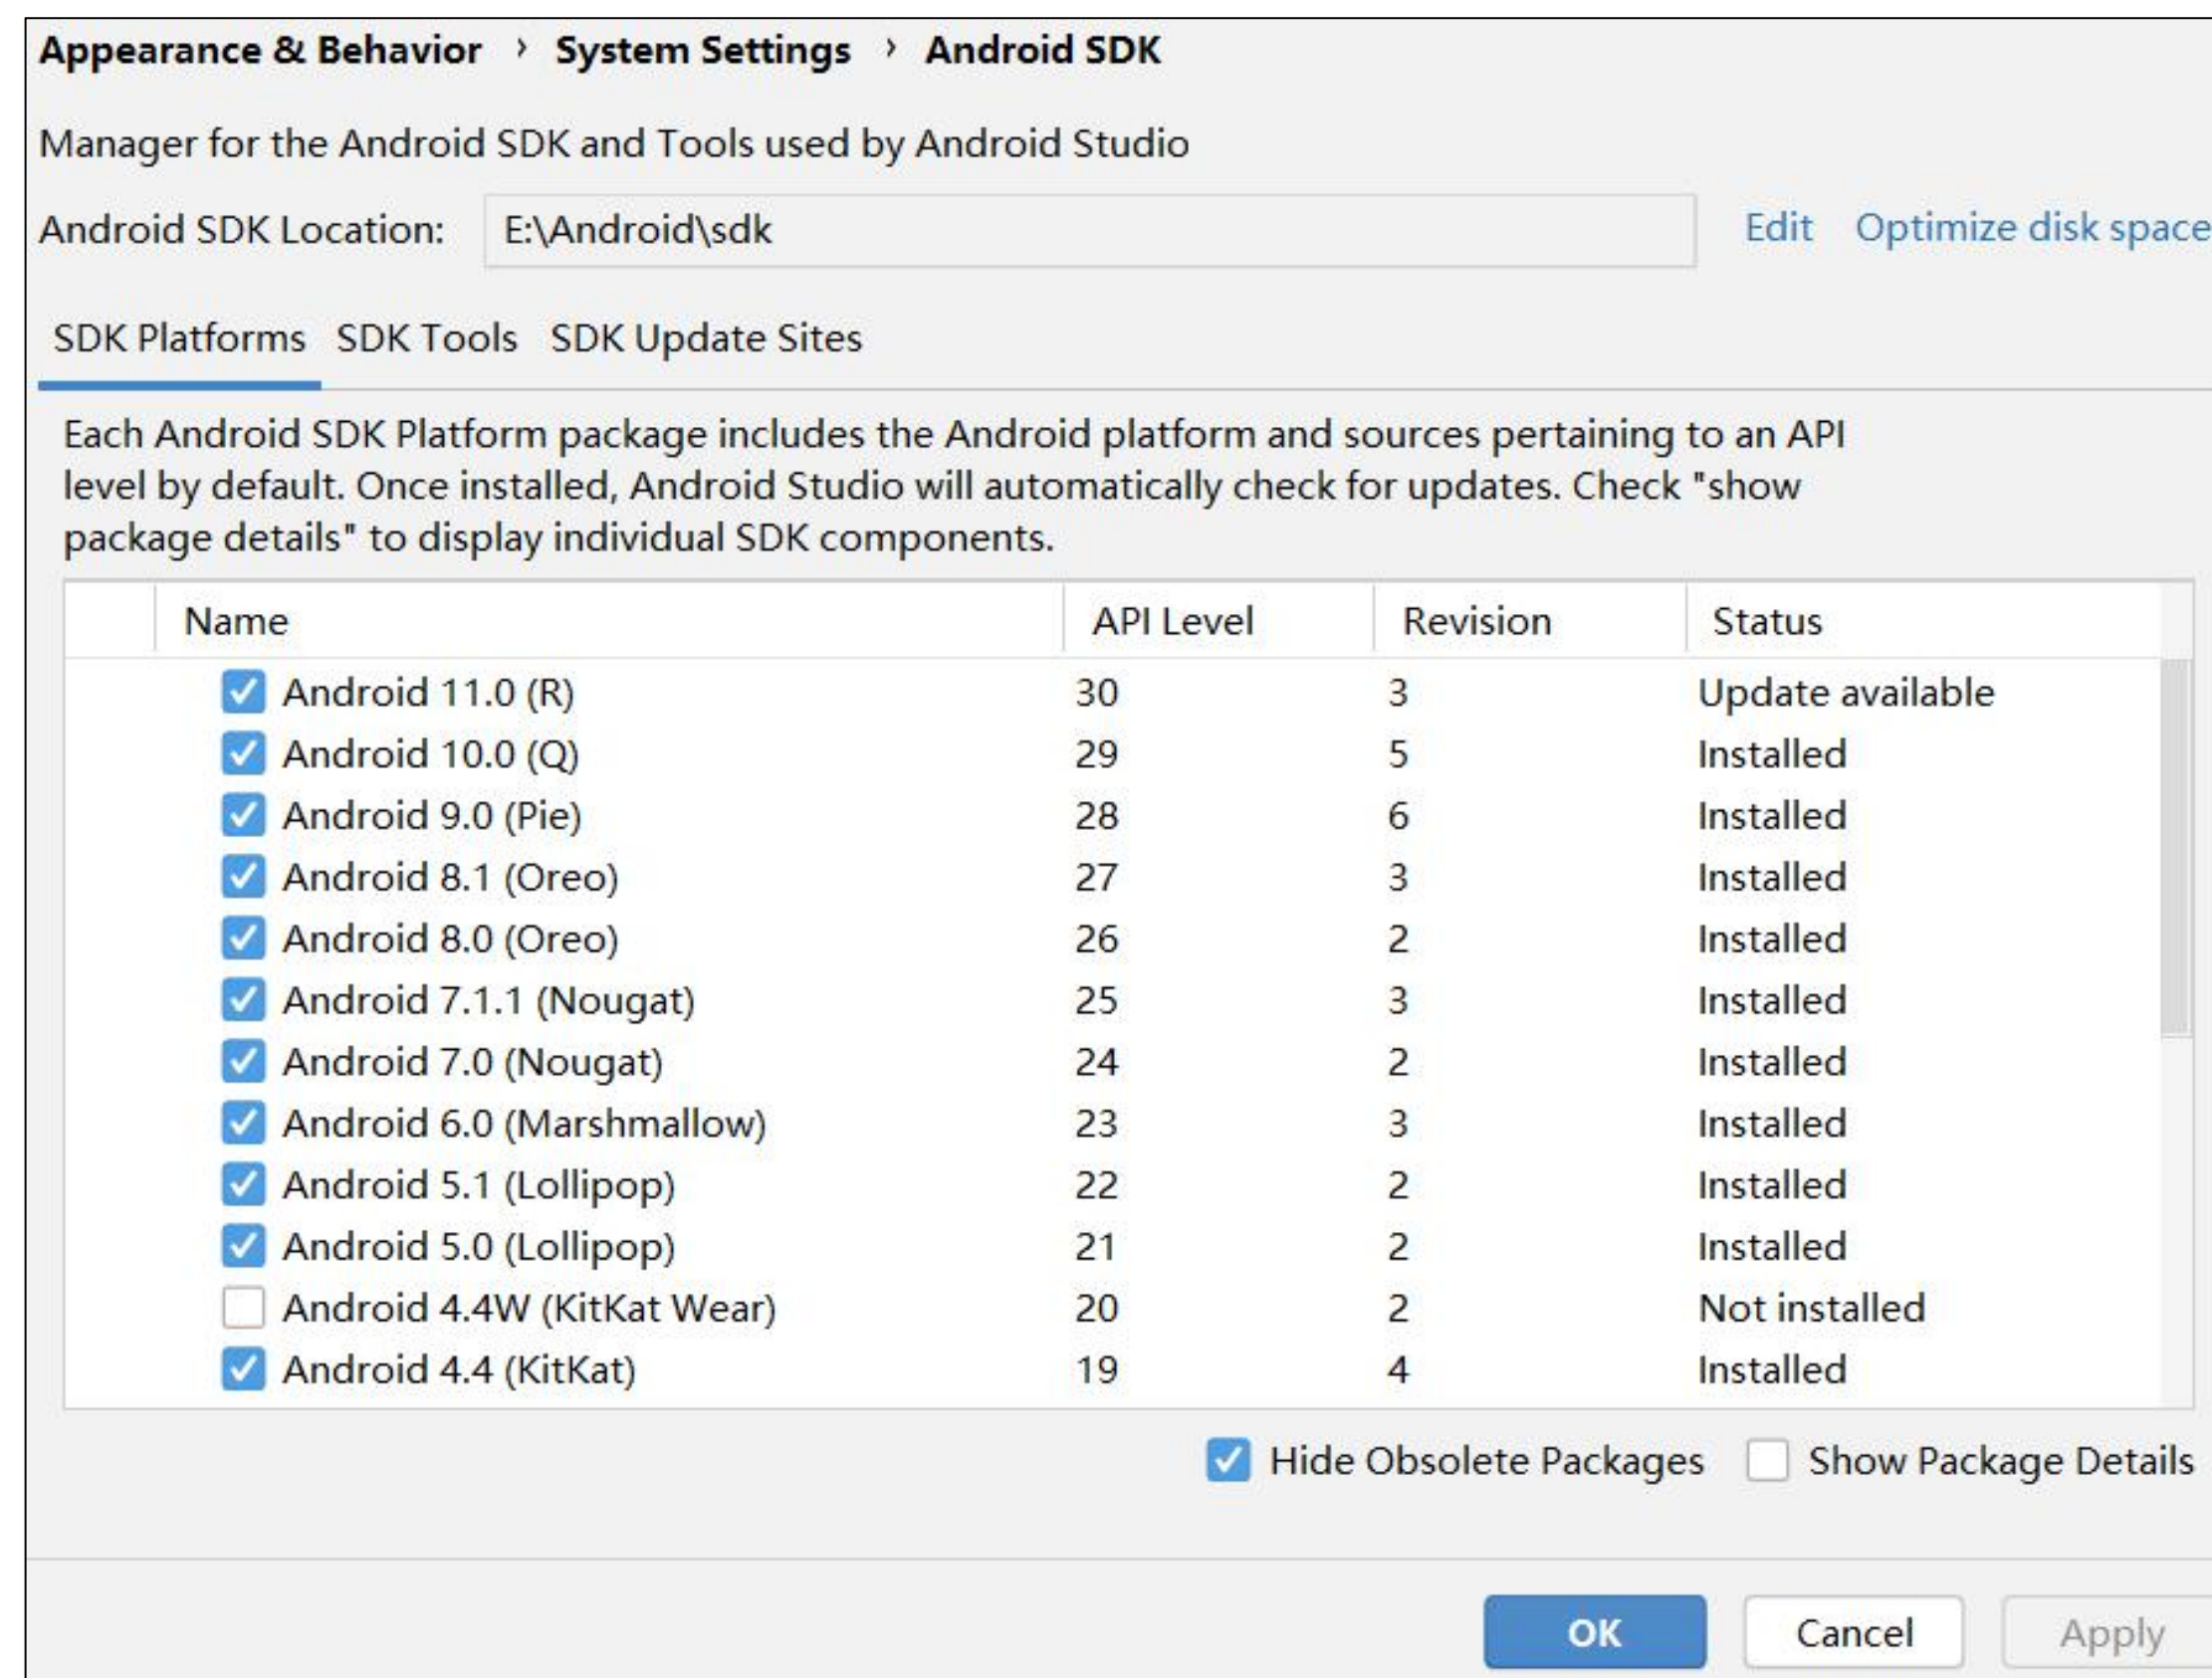 Appearance & Behavior › System Settings › Android SDK
Manager for the Android SDK and Tools used by Android Studio
Android SDK Location: E:\Android\sdk Edit Optimize disk space
SDK Platforms SDK Tools SDK Update Sites
Each Android SDK Platform package includes the Android platform and sources pertaining to an API
level by default. Once installed, Android Studio will automatically check for updates. Check "show
package details" to display individual SDK components.
Name API Level Revision Status
Android 11.0 (R) 30 3 Update available
Android 10.0 (Q) 29 5 Installed
Android 9.0 (Pie) 28 6 Installed
Android 8.1 (Oreo) 27 3 Installed
Android 8.0 (Oreo) 26 2 Installed
Android 7.1.1 (Nougat) 25 3 Installed
Android 7.0 (Nougat) 24 2 Installed
Android 6.0 (Marshmallow) 23 3 Installed
Android 5.1 (Lollipop) 22 2 Installed
Android 5.0 (Lollipop) 21 2 Installed
Android 4.4W (KitKat Wear) 20 2 Not installed
Android 4.4 (KitKat) 19 4 Installed
Hide Obsolete Packages Show Package Details
OK Cancel Apply